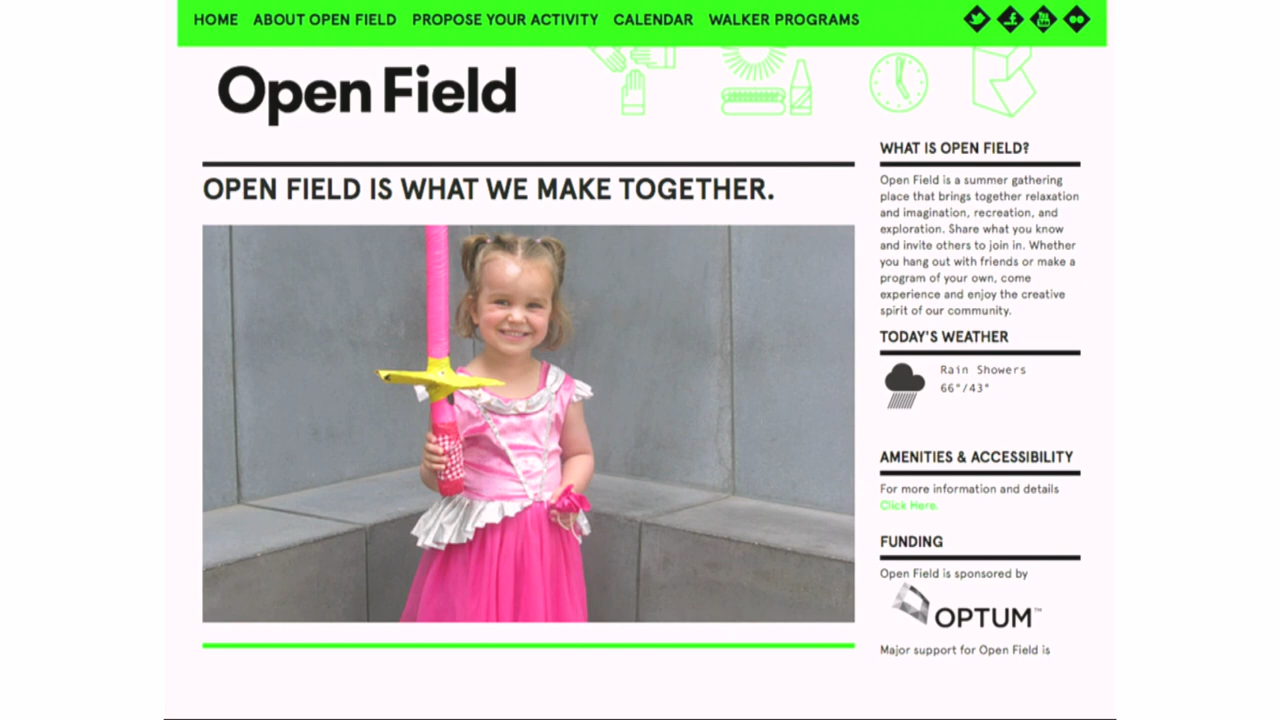 HOME ABOUT OPEN FIELD PROPOSE YOUR ACTIVITY CALENDAR WALKER PROGRAMS
Open Field
OPEN FIELD IS WHAT WE MAKE TOGETHER.
WHAT IS OPEN FIELD?
Open Field is a summer gathering
place that brings together relaxation
and imagination, recreation, and
exploration. Share what you know
and invite others to join in. Whether
you hang out with friends or make a
program of your own, come
experience and enjoy the creative
spirit of our community.
TODAY'S WEATHER
Rain Showers
66°/43°
AMENITIES & ACCESSIBILITY
For more information and details
Click Here.
FUNDING
Open Field is sponsored by
OPTUM™
Major support for Open Field is